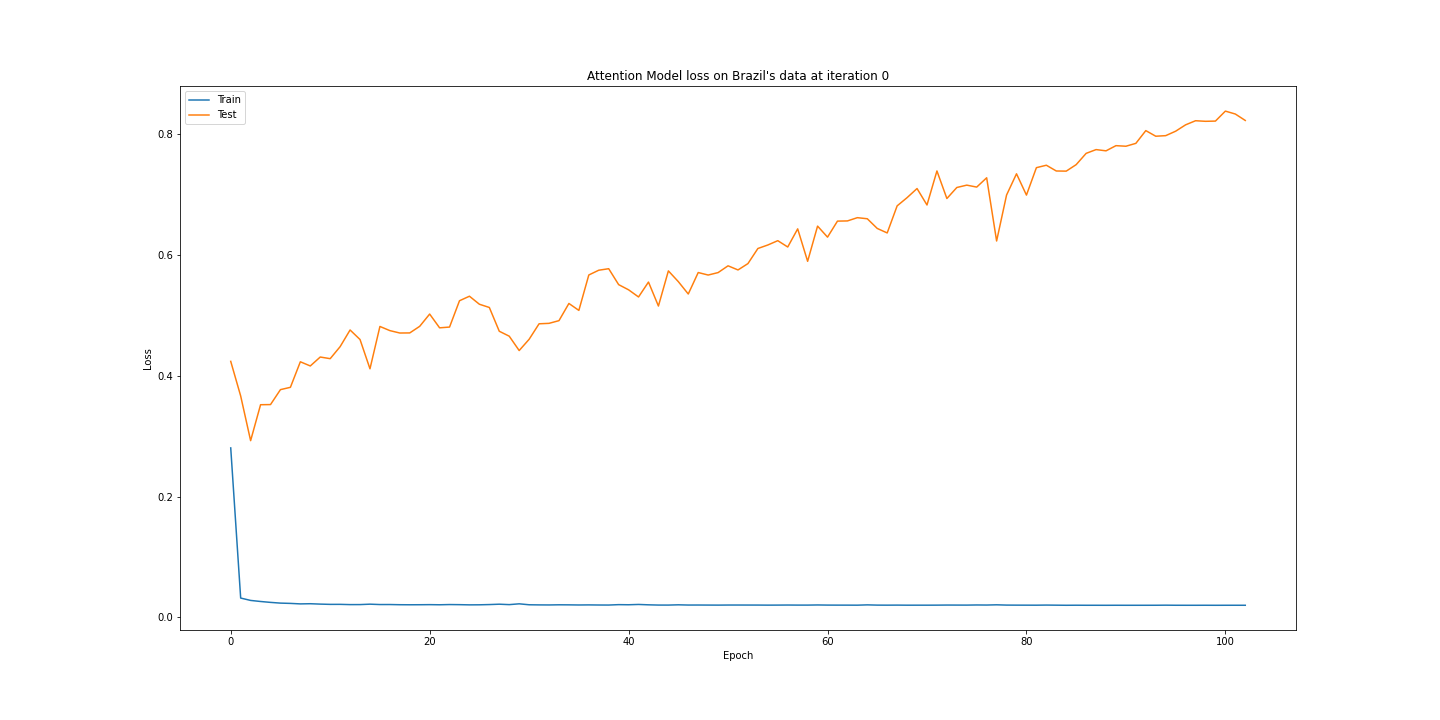 Attention Model loss on Brazil's data at iteration 0
Train
Test
0.8
0.6
0.4
0.2
0.0
Loss
0 20 40 60 80 100
Epoch